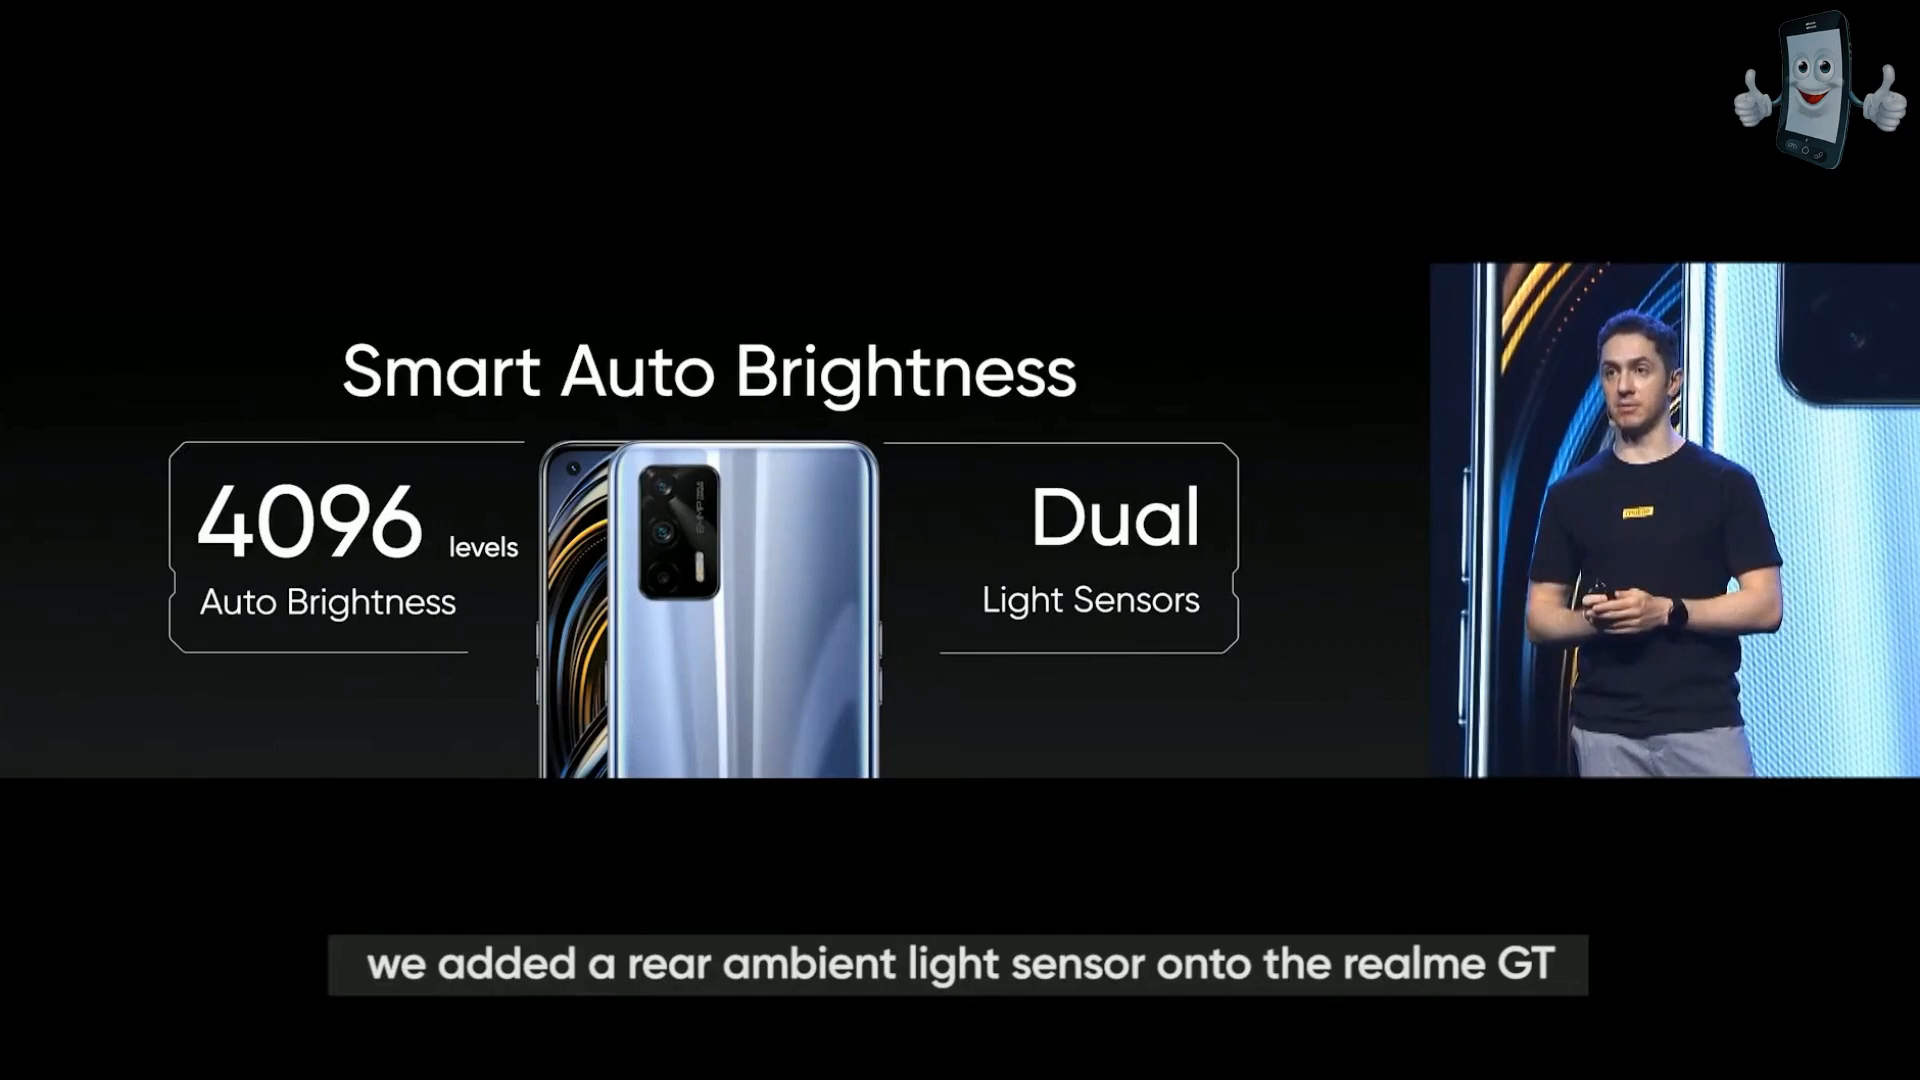 Smart Auto Brightness
4096 levels
Auto Brightness
Dual
Light Sensors
we added a rear ambient light sensor onto the realme GT